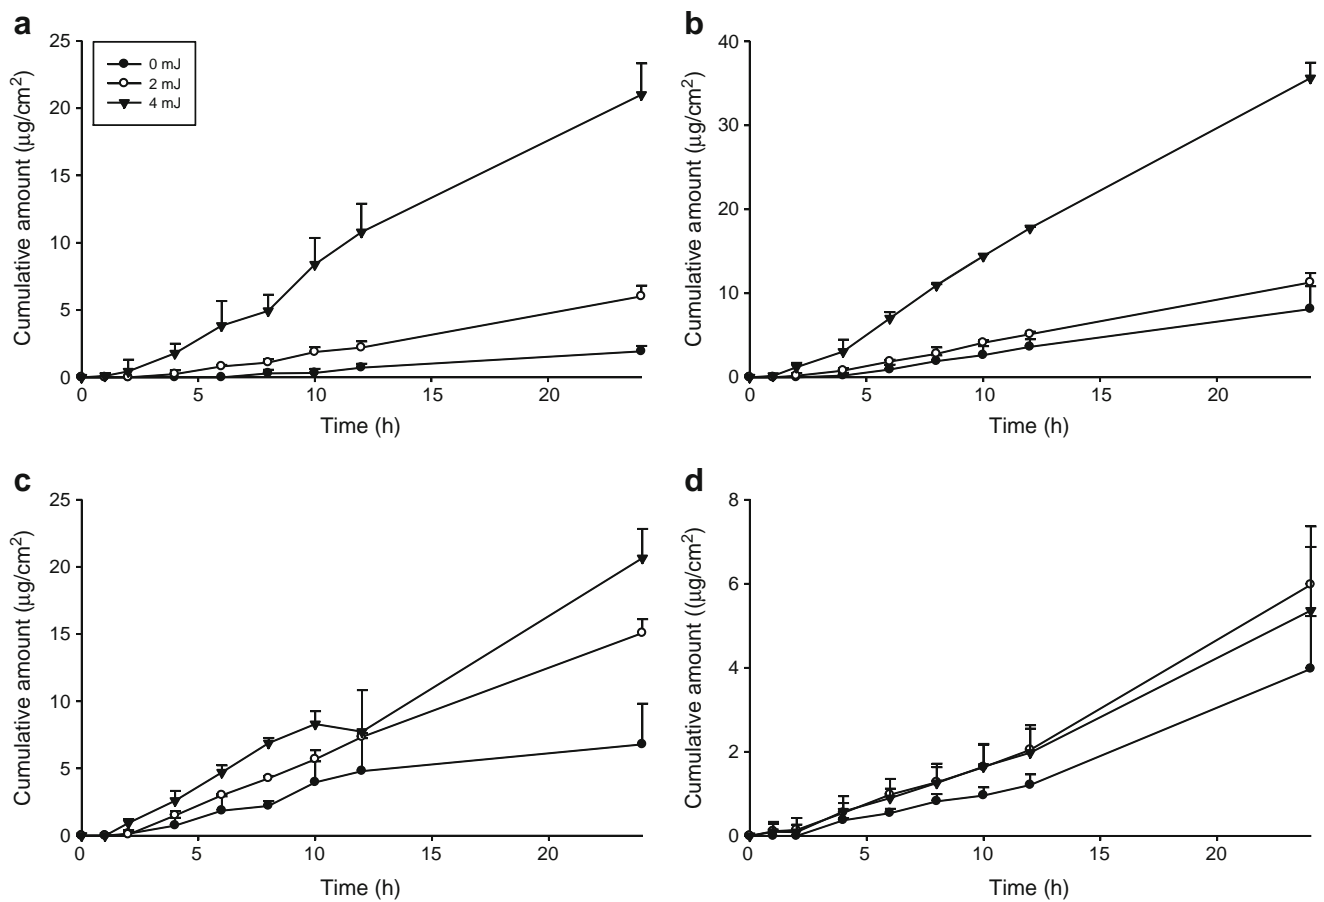 a
25
20
15
10
5
0
Cumulative amount (μg/cm²)
0 mJ
2 mJ
4 mJ
0 5 10 15 20
Time (h)
b
40
30
20
10
0
Cumulative amount (μg/cm²)
0 5 10 15 20
Time (h)
c
25
20
15
10
5
0
Cumulative amount (μg/cm²)
0 5 10 15 20
Time (h)
d
8
6
4
2
0
Cumulative amount ((μg/cm²)
0 5 10 15 20
Time (h)